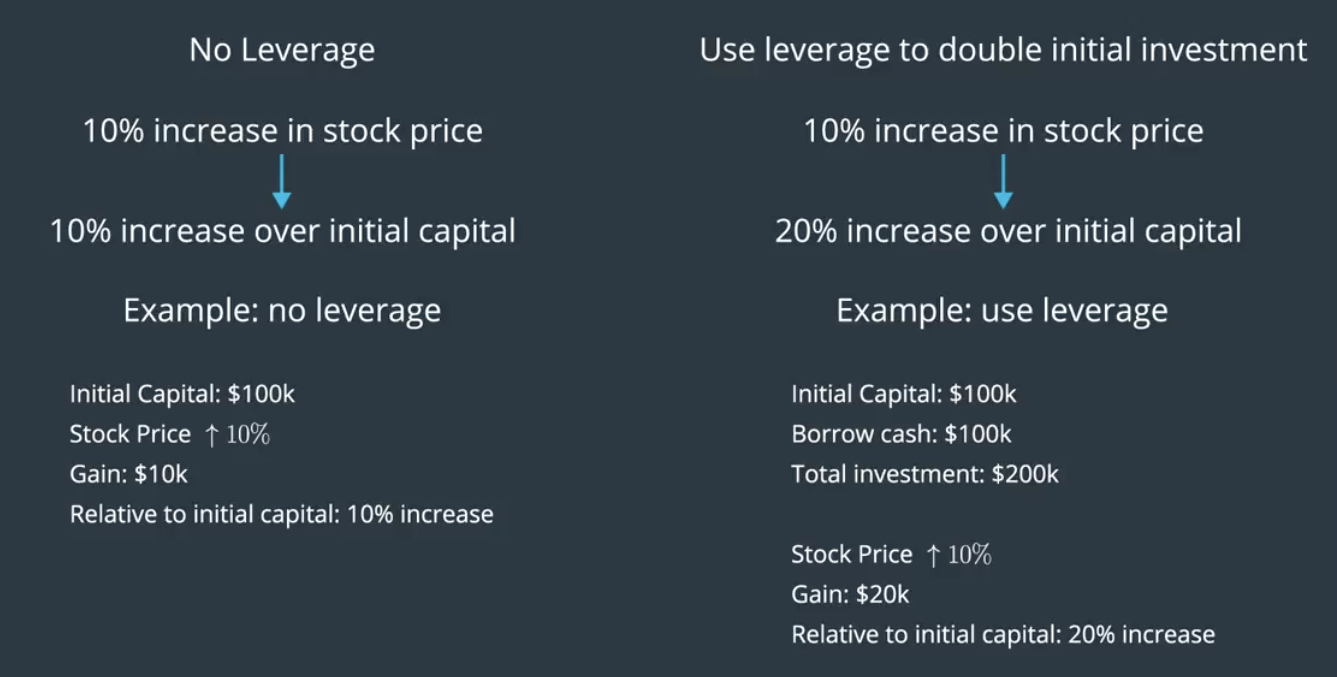 No Leverage
10% increase in stock price
10% increase over initial capital
Example: no leverage
Initial Capital: $100k
Stock Price ↑ 10%
Gain: $10k
Relative to initial capital: 10% increase
Use leverage to double initial investment
10% increase in stock price
20% increase over initial capital
Example: use leverage
Initial Capital: $100k
Borrow cash: $100k
Total investment: $200k
Stock Price ↑ 10%
Gain: $20k
Relative to initial capital: 20% increase